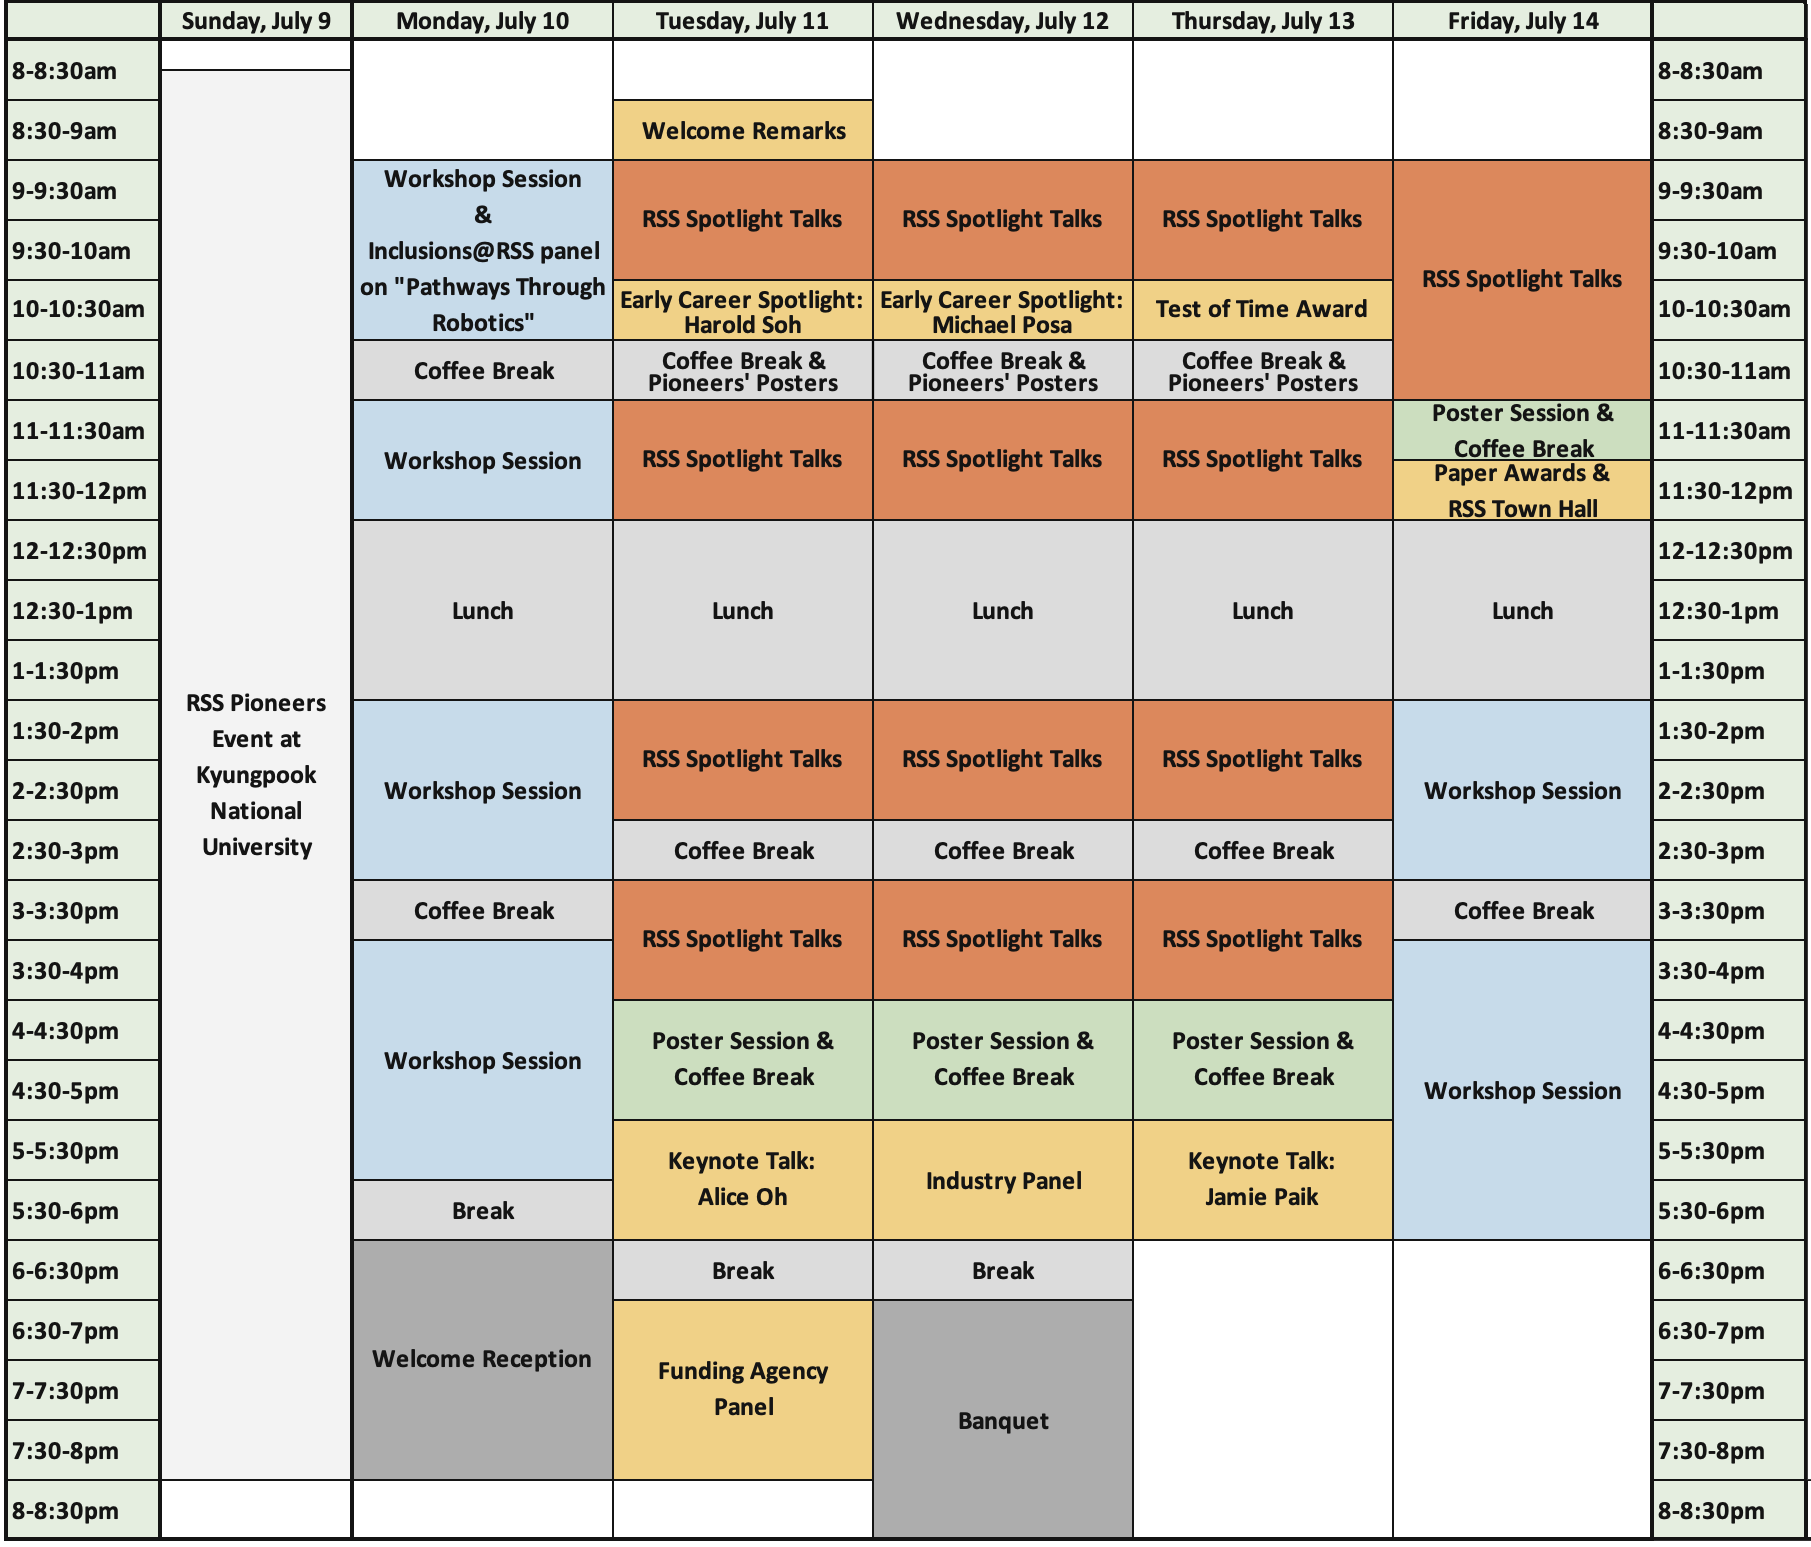 Sunday, July 9 Monday, July 10 Tuesday, July 11 Wednesday, July 12 Thursday, July 13 Friday, July 14
8-8:30am 8-8:30am
8:30-9am Welcome Remarks 8:30-9am
9-9:30am 9-9:30am
9:30-10am 9:30-10am
10-10:30am 10-10:30am
10:30-11am 10:30-11am
11-11:30am 11-11:30am
11:30-12pm 11:30-12pm
12-12:30pm 12-12:30pm
12:30-1pm 12:30-1pm
1-1:30pm 1-1:30pm
1:30-2pm 1:30-2pm
2-2:30pm 2-2:30pm
2:30-3pm 2:30-3pm
3-3:30pm 3-3:30pm
3:30-4pm 3:30-4pm
4-4:30pm 4-4:30pm
4:30-5pm 4:30-5pm
5-5:30pm 5-5:30pm
5:30-6pm 5:30-6pm
6-6:30pm 6-6:30pm
6:30-7pm 6:30-7pm
7-7:30pm 7-7:30pm
7:30-8pm 7:30-8pm
8-8:30pm 8-8:30pm
RSS Pioneers
Event at
Kyungpook
National
University
Workshop Session
&
Inclusions@RSS panel
on "Pathways Through
Robotics"
Coffee Break
Workshop Session
Lunch
Workshop Session
Coffee Break
Workshop Session
Break
Welcome Reception
RSS Spotlight Talks
Early Career Spotlight:
Harold Soh
Coffee Break &
Pioneers' Posters
RSS Spotlight Talks
Lunch
RSS Spotlight Talks
Coffee Break
RSS Spotlight Talks
Poster Session &
Coffee Break
Keynote Talk:
Alice Oh
Break
Funding Agency
Panel
RSS Spotlight Talks
Early Career Spotlight:
Michael Posa
Coffee Break &
Pioneers' Posters
RSS Spotlight Talks
Lunch
RSS Spotlight Talks
Coffee Break
RSS Spotlight Talks
Poster Session &
Coffee Break
Industry Panel
Break
Banquet
RSS Spotlight Talks
Test of Time Award
Coffee Break &
Pioneers' Posters
RSS Spotlight Talks
Lunch
RSS Spotlight Talks
Coffee Break
RSS Spotlight Talks
Poster Session &
Coffee Break
Keynote Talk:
Jamie Paik
RSS Spotlight Talks
Poster Session &
Coffee Break
Paper Awards &
RSS Town Hall
Lunch
Workshop Session
Coffee Break
Workshop Session